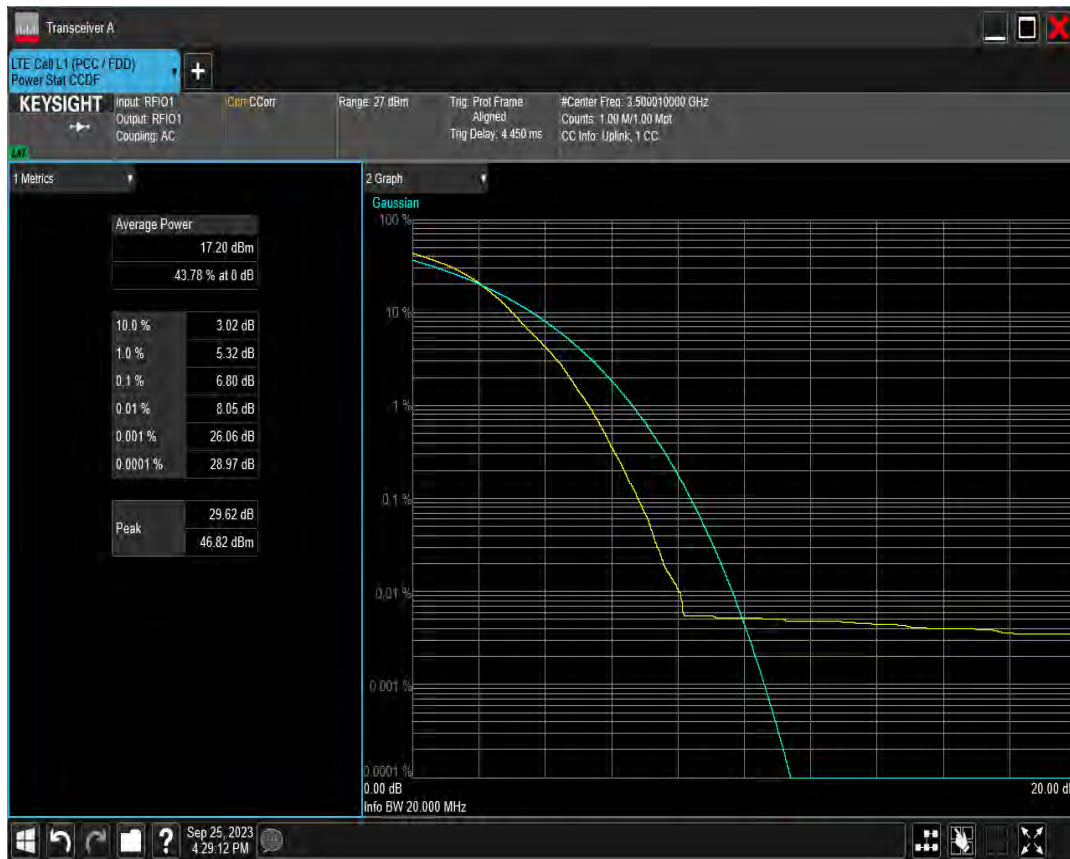 Transceiver A
LTE Cell L1 (PCC / FDD)
Power Stat CCDF
+
KEYSIGHT
Input: RFIO1
Output: RFIO1
Coupling: AC
Corr CCorr
Range: 27 dBm
Trig: Prot Frame
Aligned
Trig Delay: 4.450 ms
#Center Freq: 3.500010000 GHz
Counts: 1.00 M/1.00 Mpt
CC Info: Uplink, 1 CC
LXI
1 Metrics
Average Power
17.20 dBm
43.78 % at 0 dB
10.0 % 3.02 dB
1.0 % 5.32 dB
0.1 % 6.80 dB
0.01 % 8.05 dB
0.001 % 26.06 dB
0.0001 % 28.97 dB
Peak
29.62 dB
46.82 dBm
2 Graph
Gaussian
100 %
10 %
1 %
0.1 %
0.01 %
0.001 %
0.0001 %
0.00 dB 20.00 d
Info BW 20.000 MHz
? Sep 25, 2023
4:29:12 PM